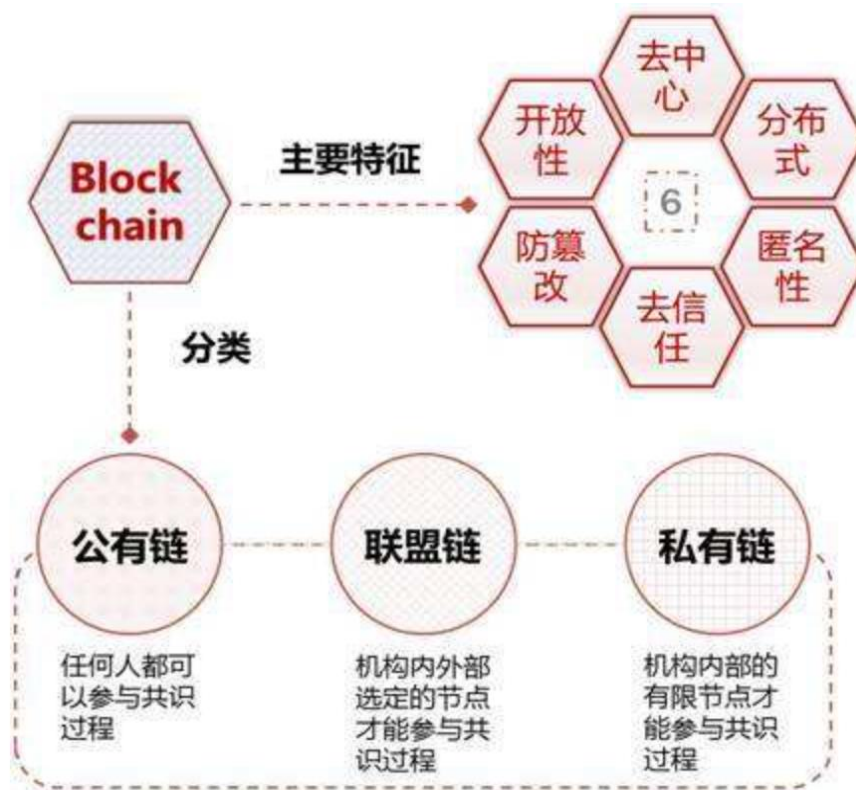 Block
chain
主要特征
去中
心
开放
性
分布
式
6
防篡
改
匿名
性
去信
任
分类
公有链
联盟链
私有链
任何人都可
以参与共识
过程
机构内外部
选定的节点
才能参与共
识过程
机构内部的
有限节点才
能参与共识
过程